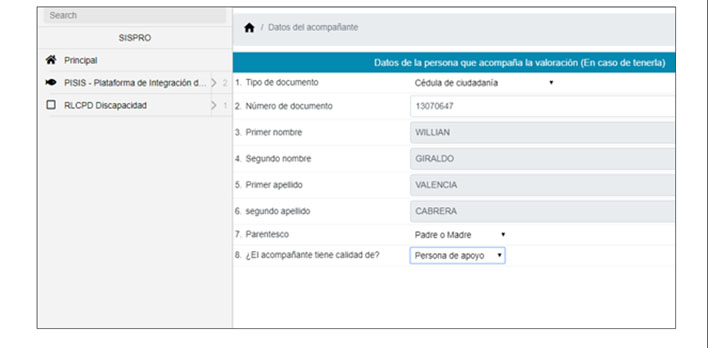 Search
SISPRO
Principal
PISIS - Plataforma de Integración d... > 2
RLCPD Discapacidad > 1
/ Datos del acompañante
Datos de la persona que acompaña la valoración (En caso de tenerla)
1. Tipo de documento Cédula de ciudadanía
2. Número de documento 13070647
3. Primer nombre WILLIAN
4. Segundo nombre GIRALDO
5. Primer apellido VALENCIA
6. segundo apellido CABRERA
7. Parentesco Padre o Madre
8. ¿El acompañante tiene calidad de? Persona de apoyo